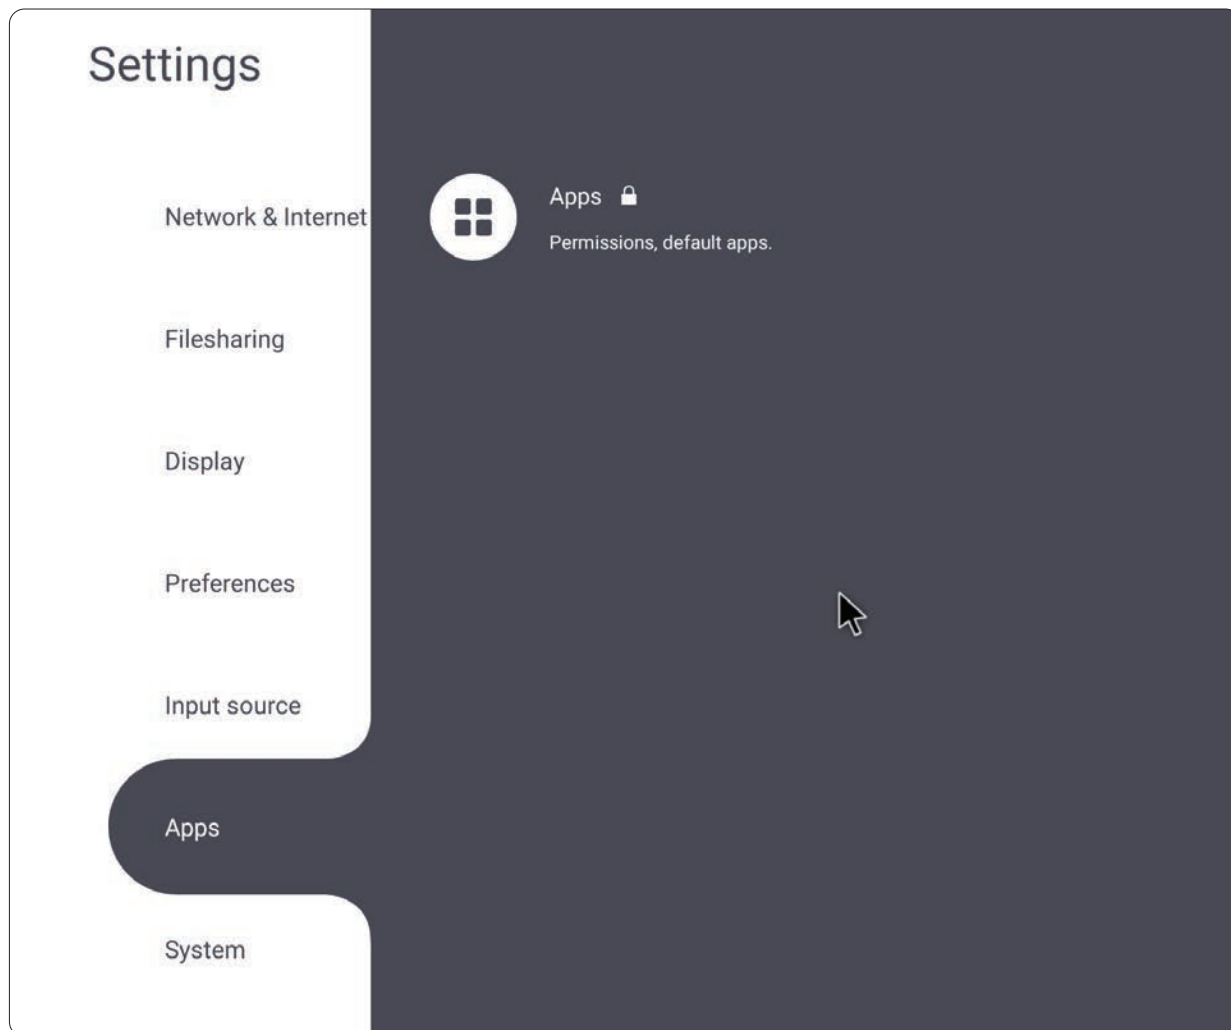 Settings
Network & Internet
Filesharing
Display
Preferences
Input source
Apps
System
Apps
Permissions, default apps.